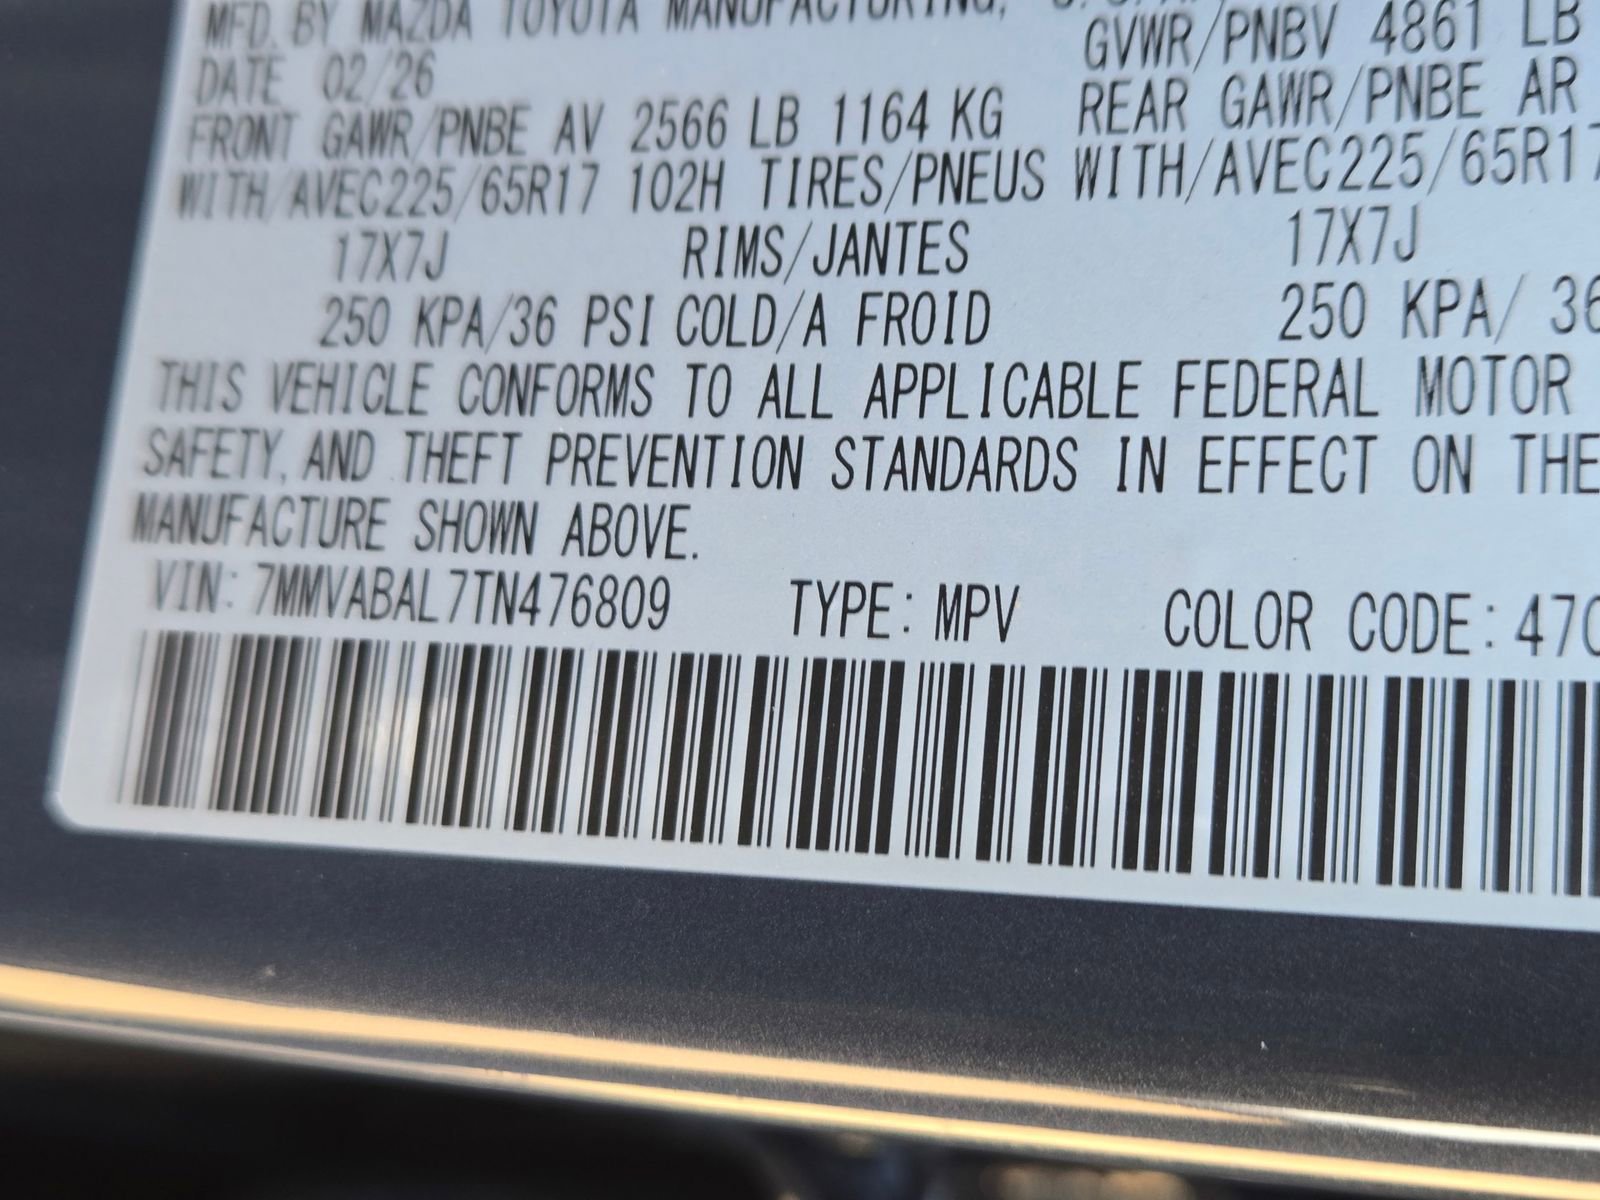 MFD. BY MAZDA TOYOTA MANUFACTURING,
GVWR/PNBV 4861 LB
DATE 02/26
FRONT GAWR/PNBE AV 2566 LB 1164 KG REAR GAWR/PNBE AR
WITH/AVEC225/65R17 102H TIRES/PNEUS WITH/AVEC225/65R17
17X7J RIMS/JANTES 17X7J
250 KPA/36 PSI COLD/A FROID 250 KPA/ 36
THIS VEHICLE CONFORMS TO ALL APPLICABLE FEDERAL MOTOR
SAFETY, AND THEFT PREVENTION STANDARDS IN EFFECT ON THE
MANUFACTURE SHOWN ABOVE.
VIN: 7MMVABAL7TN476809 TYPE: MPV COLOR CODE: 47C